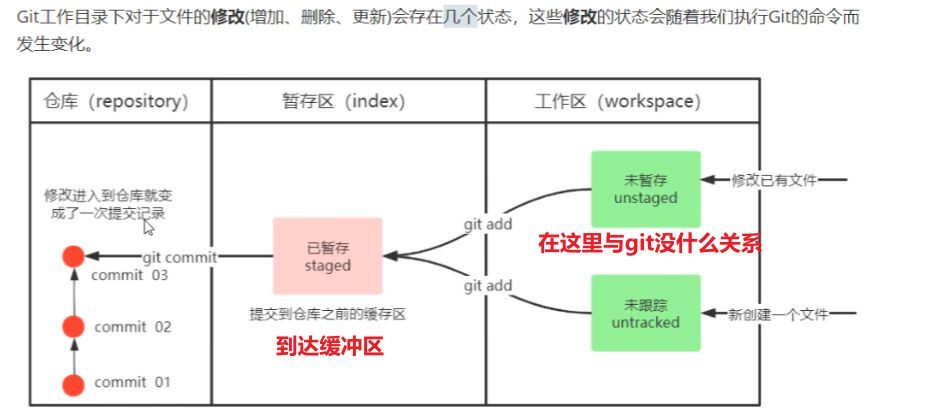 Git工作目录下对于文件的修改(增加、删除、更新)会存在几个状态，这些修改的状态会随着我们执行Git的命令而
发生变化。
仓库（repository）
暂存区（index）
工作区（workspace）
修改进入到仓库就变
成了一次提交记录
git commit
commit 03
commit 02
commit 01
已暂存
staged
提交到仓库之前的缓存区
到达缓冲区
git add
git add
未暂存
unstaged
修改已有文件
在这里与git没什么关系
未跟踪
untracked
新创建一个文件